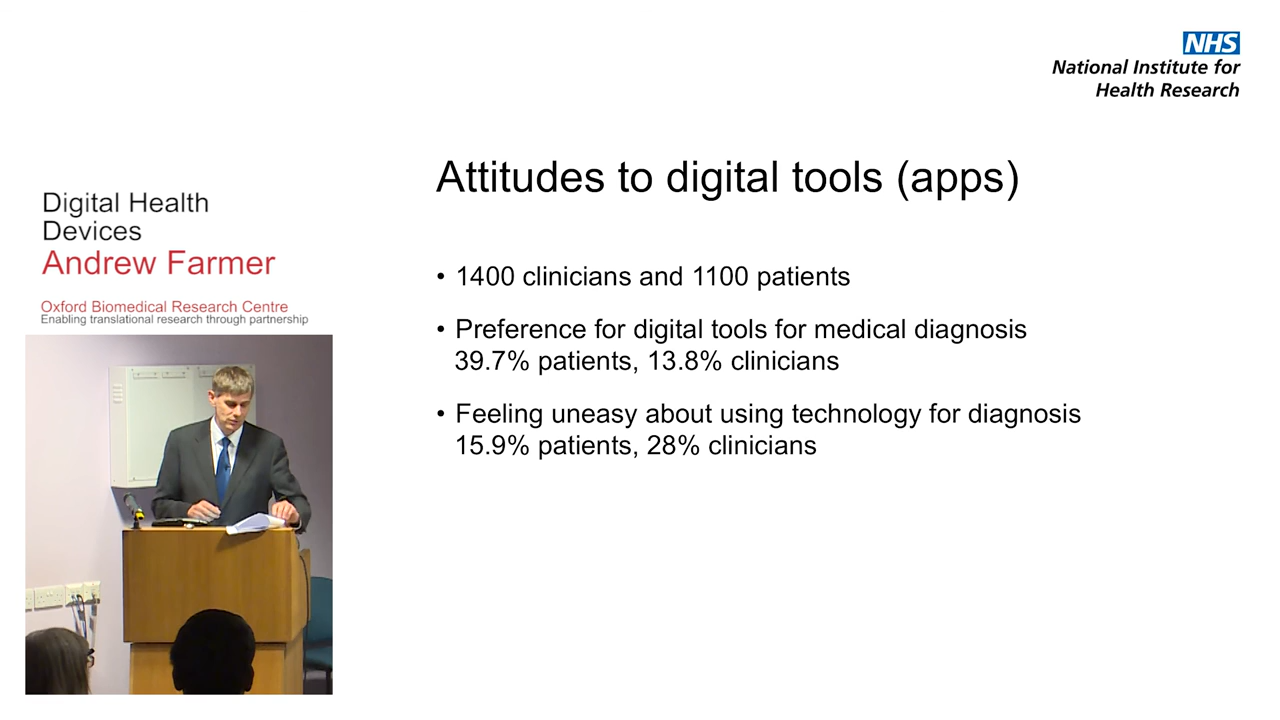 NHS
National Institute for
Health Research
Digital Health
Devices
Andrew Farmer
Oxford Biomedical Research Centre
Enabling translational research through partnership
Attitudes to digital tools (apps)
• 1400 clinicians and 1100 patients
• Preference for digital tools for medical diagnosis
39.7% patients, 13.8% clinicians
• Feeling uneasy about using technology for diagnosis
15.9% patients, 28% clinicians